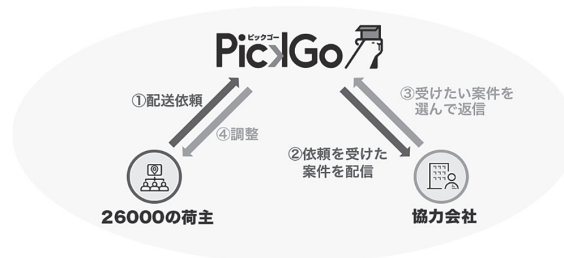 ピックゴー
PickGo
①配送依頼
④調整
③受けたい案件を
選んで返信
②依頼を受けた
案件を配信
26000の荷主
協力会社